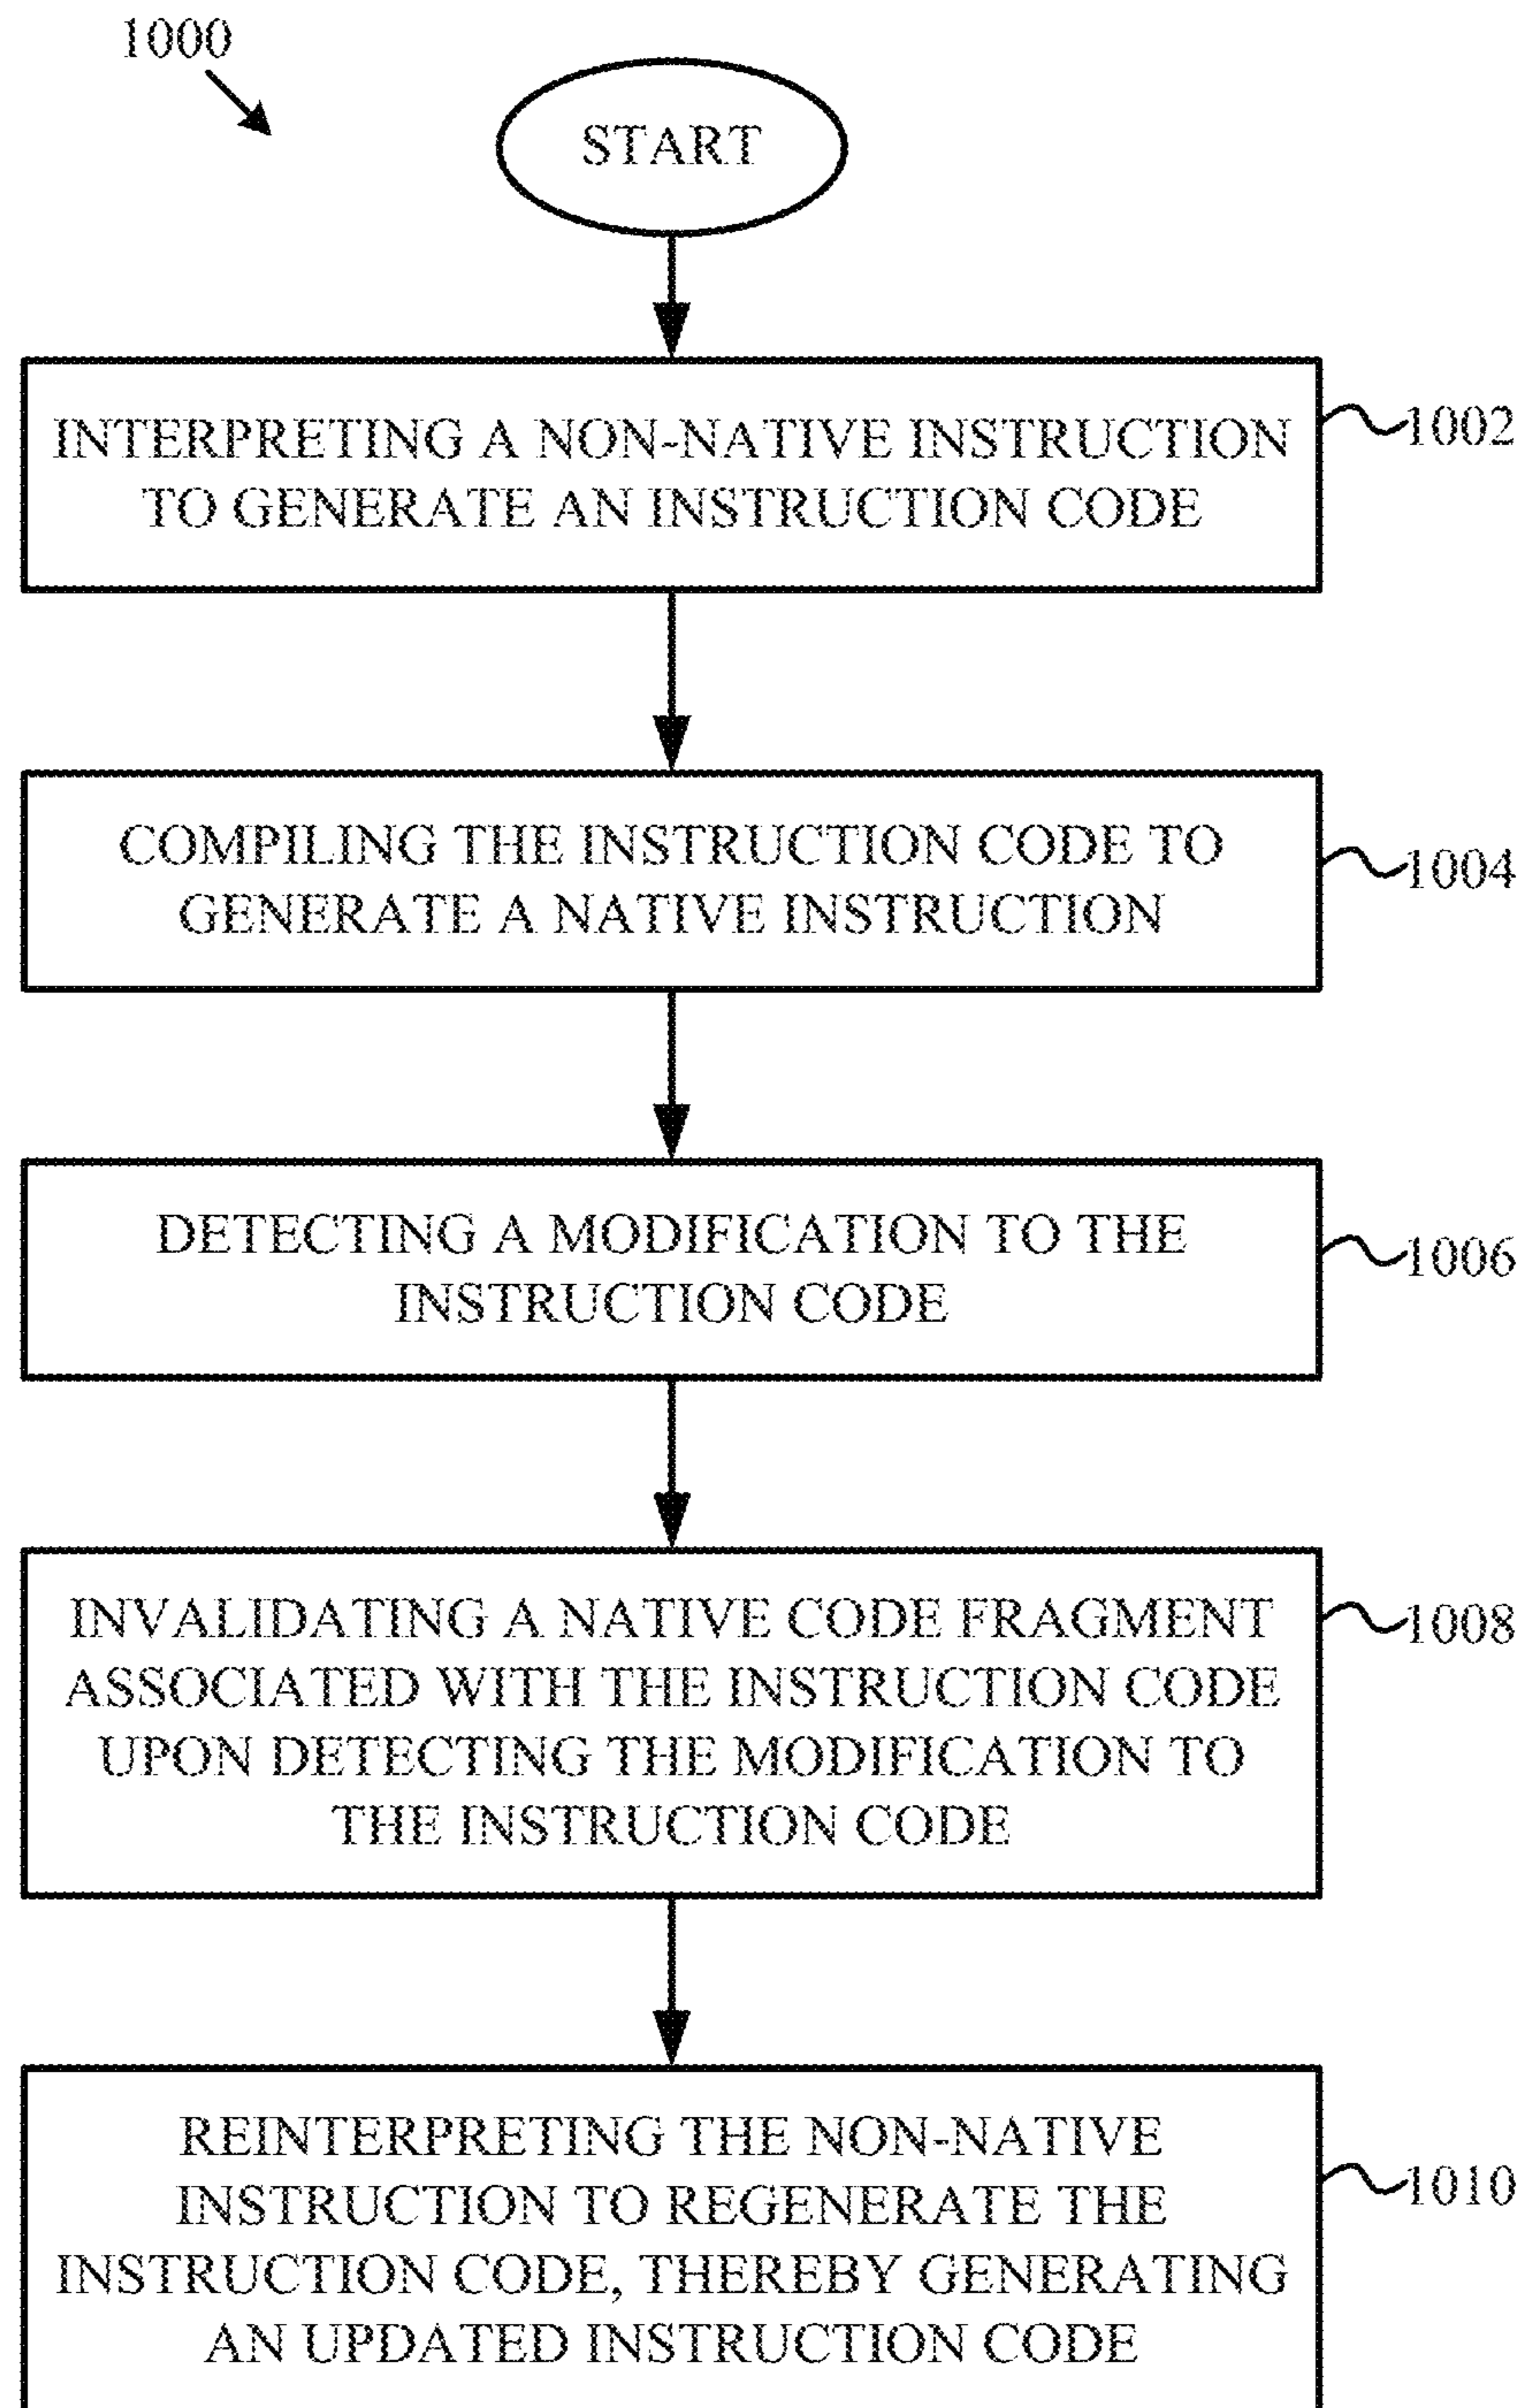 1000
START
INTERPRETING A NON-NATIVE INSTRUCTION
TO GENERATE AN INSTRUCTION CODE
1002
COMPILING THE INSTRUCTION CODE TO
GENERATE A NATIVE INSTRUCTION
1004
DETECTING A MODIFICATION TO THE
INSTRUCTION CODE
1006
INVALIDATING A NATIVE CODE FRAGMENT
ASSOCIATED WITH THE INSTRUCTION CODE
UPON DETECTING THE MODIFICATION TO
THE INSTRUCTION CODE
1008
REINTERPRETING THE NON-NATIVE
INSTRUCTION TO REGENERATE THE
INSTRUCTION CODE, THEREBY GENERATING
AN UPDATED INSTRUCTION CODE
1010